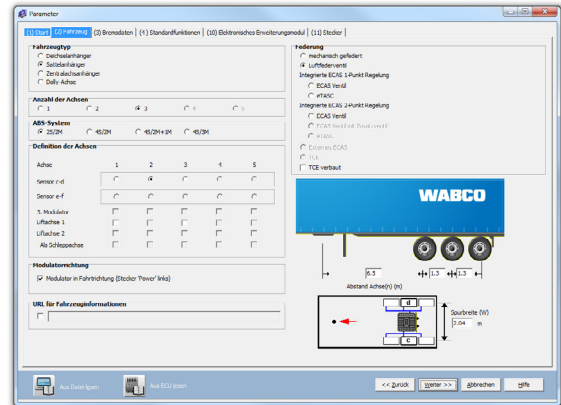 Parameter
(1) Start | (2) Fahrzeug | (3) Bremsdaten | (4) Standardfunktionen | (10) Elektronisches Erweiterungsmodul | (11) Stecker
Fahrzeugtyp
Deichselanhänger
Sattelanhänger
Zentralachsanhänger
Dolly-Achse
Anzahl der Achsen
1 2 3 4 5
ABS-System
2S/2M 4S/2M 4S/2M+1M 4S/3M
Definition der Achsen
Achse 1 2 3 4 5
Sensor c-d
Sensor e-f
3. Modulator
Liftachse 1
Liftachse 2
Als Schleppachse
Modulatorrichtung
Modulator in Fahrtrichtung (Stecker 'Power' links)
URL für Fahrzeuginformationen
Federung
mechanisch gefedert
Luftfederventil
Integrierte ECAS 1-Punkt Regelung
ECAS Ventil
eTASC
Integrierte ECAS 2-Punkt Regelung
ECAS Ventil
ECAS Ventil mit Zusatzventil
eTASC
Externes ECAS
TCE
TCE verbaut
WABCO
6.5 1.3 1.3
Abstand Achse(n) (m)
d
c
Spurbreite (W)
2.04 m
Aus Datei lesen
Aus ECU lesen
<< Zurück
Weiter >>
Abbrechen
Hilfe